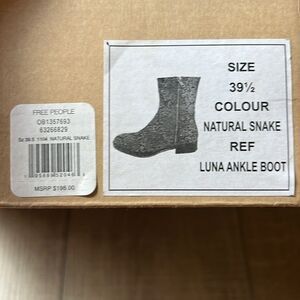 FREE PEOPLE
OB1357693
63266829
Sz 39.5 1104 NATURAL SNAKE
MSRP $198.00
SIZE
39½
COLOUR
NATURAL SNAKE
REF
LUNA ANKLE BOOT